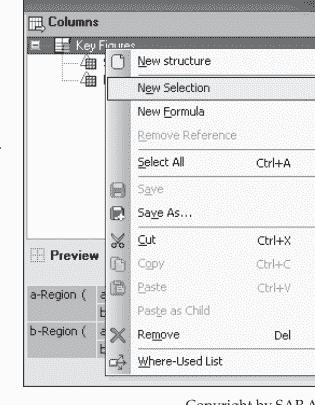 Columns
Key Figures
New structure
New Selection
New Formula
Remove Reference
Select All Ctrl+A
Save
Save As...
Cut Ctrl+X
Copy Ctrl+C
Paste Ctrl+V
Paste as Child
Preview
Remove Del
a-Region (
b-Region (
Where-Used List
Copyright by SAP A